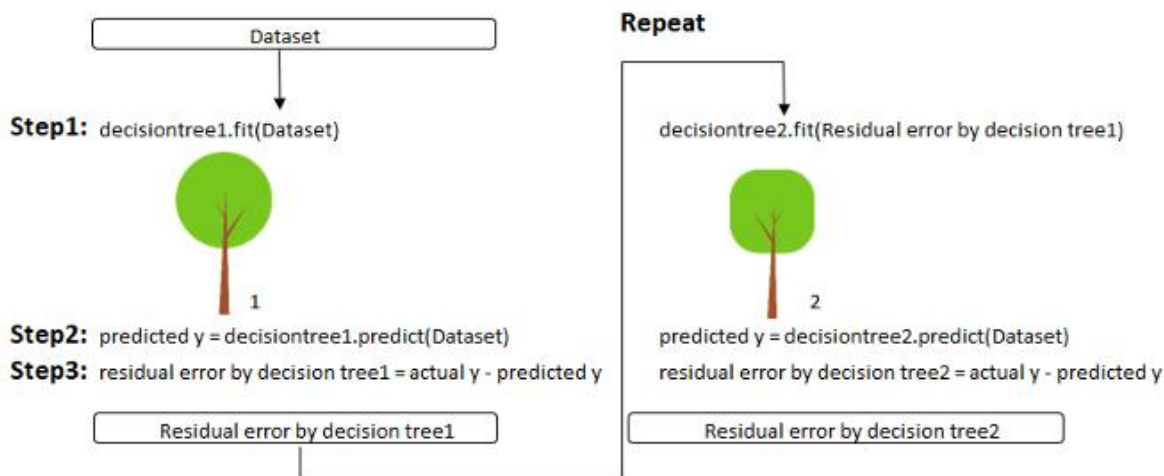 Dataset
Step1: decisiontree1.fit(Dataset)
1
Step2: predicted y = decisiontree1.predict(Dataset)
Step3: residual error by decision tree1 = actual y - predicted y
Residual error by decision tree1
Repeat
decisiontree2.fit(Residual error by decision tree1)
2
predicted y = decisiontree2.predict(Dataset)
residual error by decision tree2 = actual y - predicted y
Residual error by decision tree2